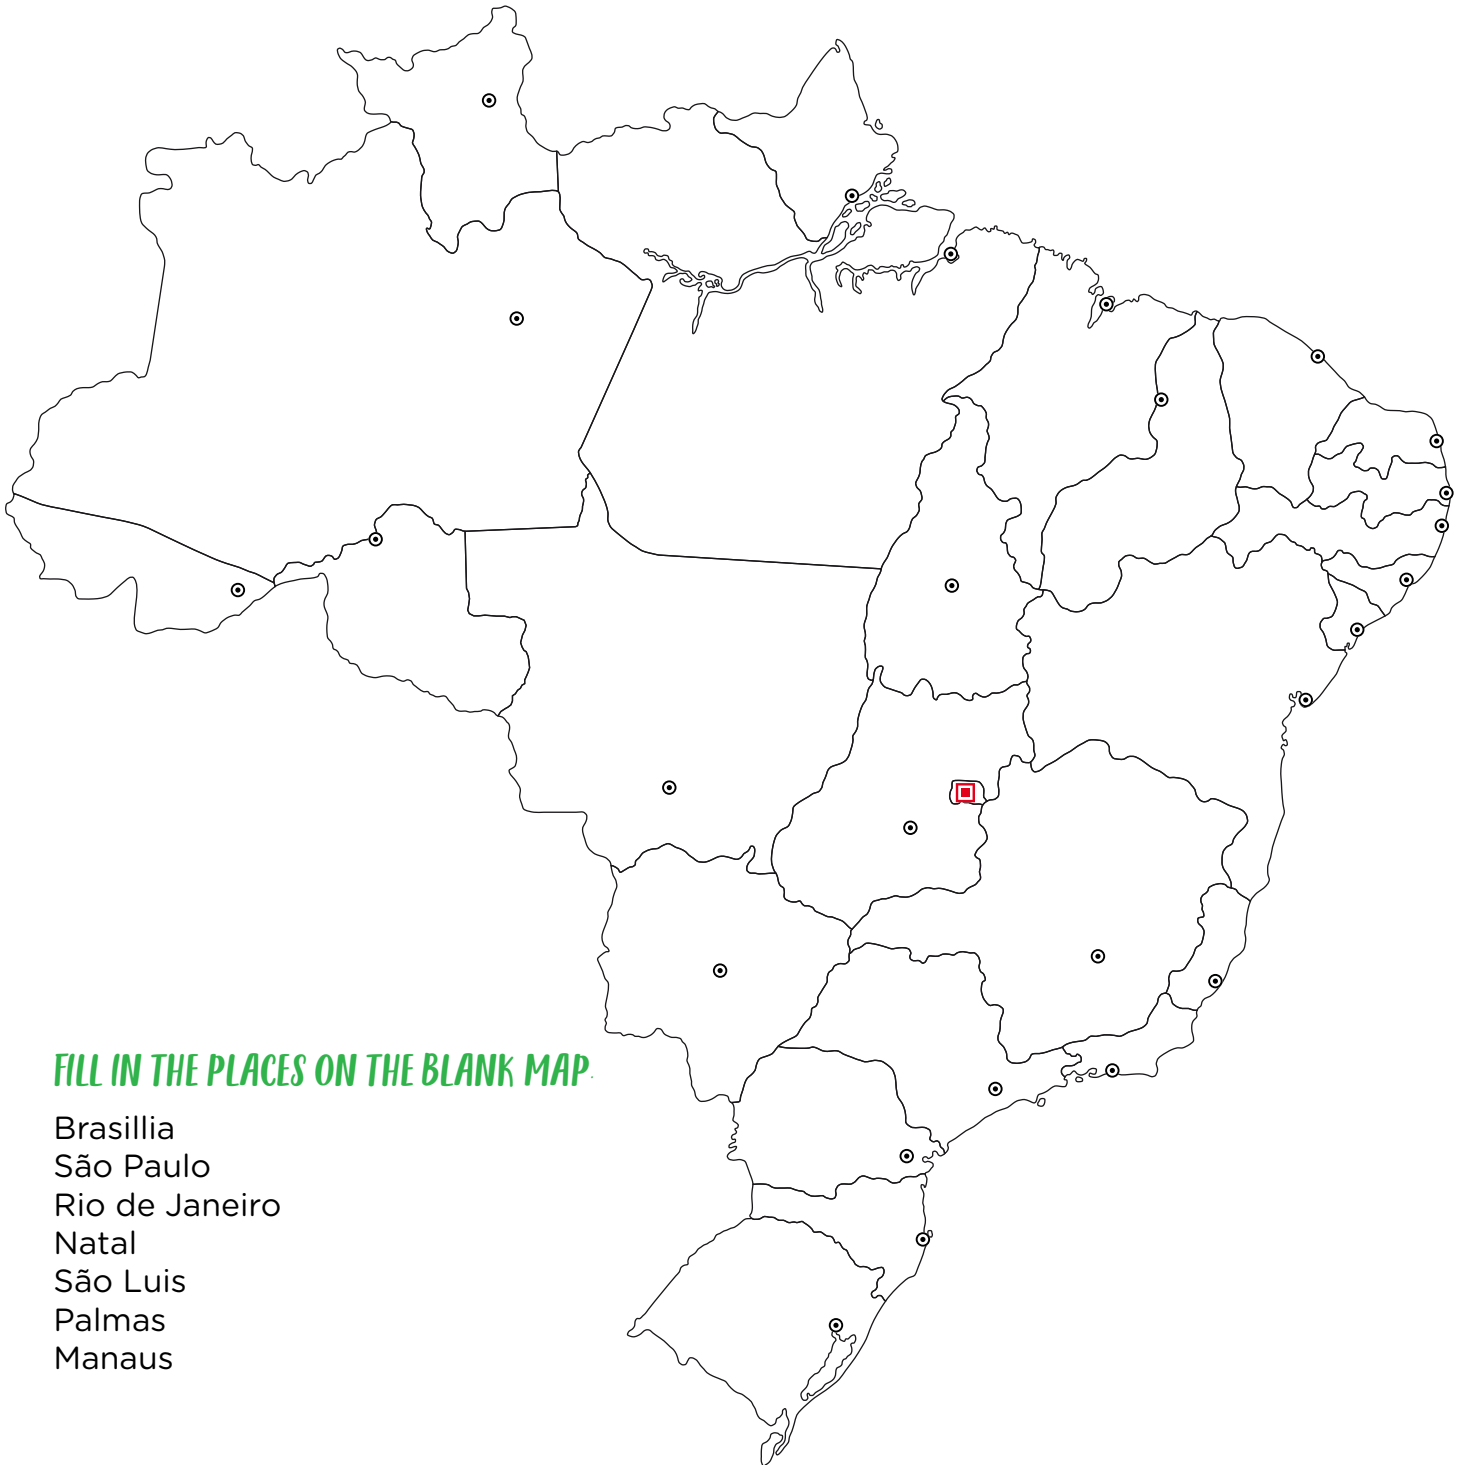 FILL IN THE PLACES ON THE BLANK MAP.
Brasillia
São Paulo
Rio de Janeiro
Natal
São Luis
Palmas
Manaus